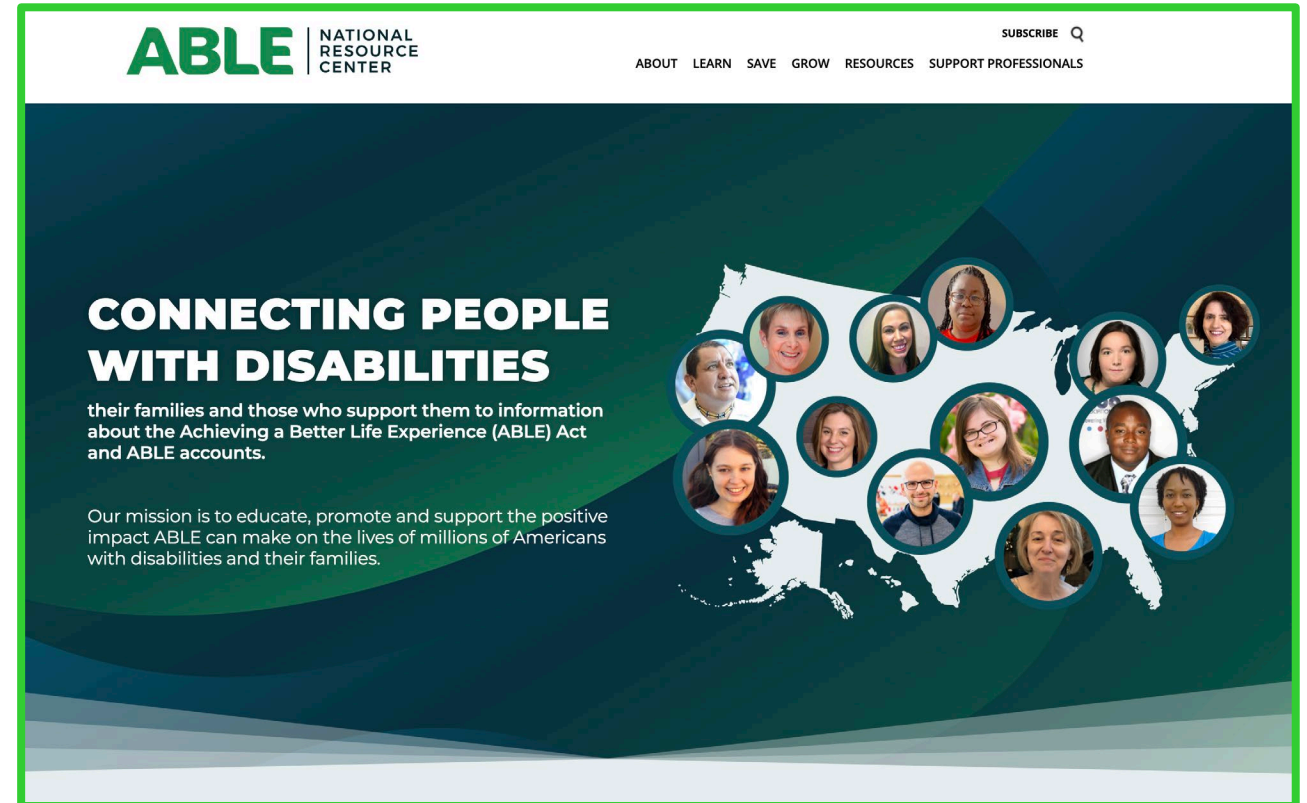 ABLE
NATIONAL
RESOURCE
CENTER
SUBSCRIBE
ABOUT LEARN SAVE GROW RESOURCES SUPPORT PROFESSIONALS
CONNECTING PEOPLE
WITH DISABILITIES
their families and those who support them to information
about the Achieving a Better Life Experience (ABLE) Act
and ABLE accounts.
Our mission is to educate, promote and support the positive
impact ABLE can make on the lives of millions of Americans
with disabilities and their families.